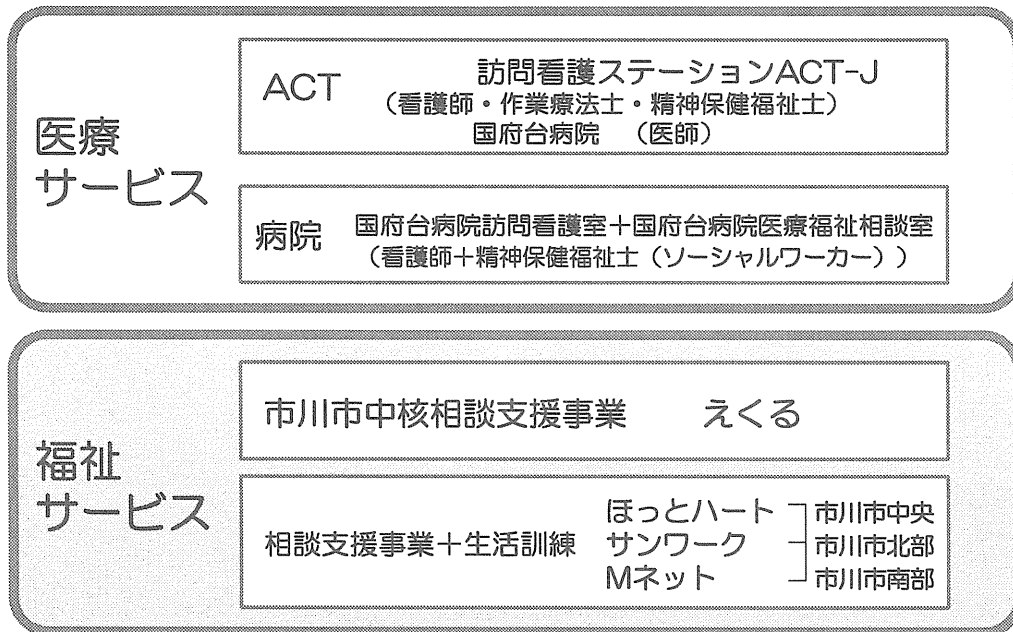 医療
サービス
ACT 訪問看護ステーションACT-J
（看護師・作業療法士・精神保健福祉士）
国府台病院 （医師）
病院 国府台病院訪問看護室＋国府台病院医療福祉相談室
（看護師＋精神保健福祉士（ソーシャルワーカー））
福祉
サービス
市川市中核相談支援事業 えくる
相談支援事業＋生活訓練
ほっとハート 市川市中央
サンワーク 市川市北部
Mネット 市川市南部